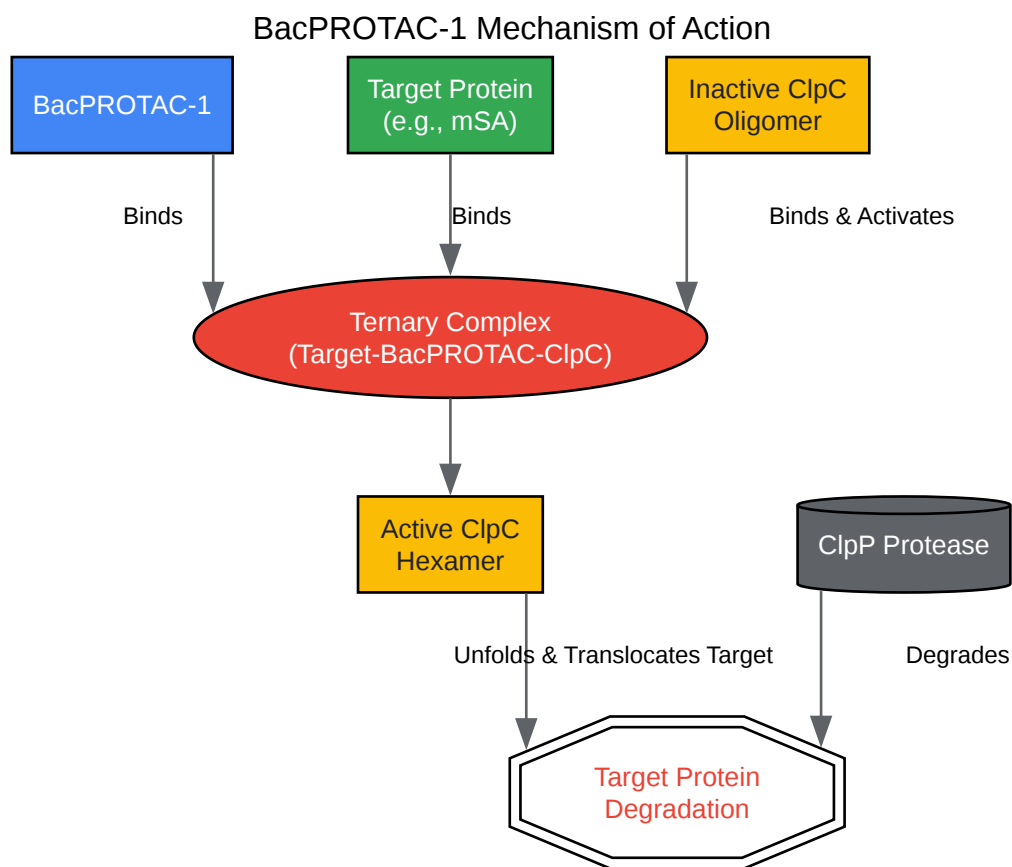 BacPROTAC-1 Mechanism of Action
BacPROTAC-1
Target Protein
(e.g., mSA)
Inactive ClpC
Oligomer
Binds
Binds
Binds & Activates
Ternary Complex
(Target-BacPROTAC-ClpC)
Active ClpC
Hexamer
ClpP Protease
Unfolds & Translocates Target
Degrades
Target Protein
Degradation